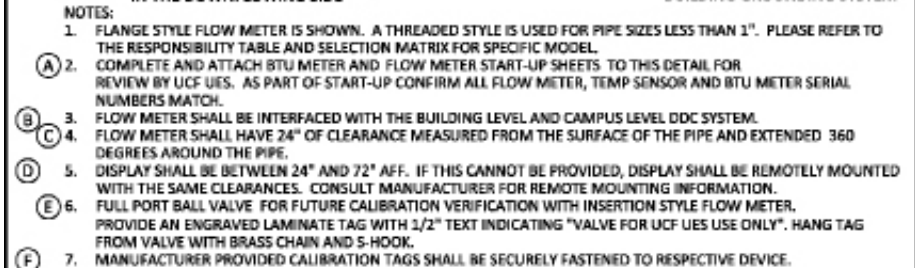 NOTES:
1. FLANGE STYLE FLOW METER IS SHOWN. A THREADED STYLE IS USED FOR PIPE SIZES LESS THAN 1". PLEASE REFER TO
THE RESPONSIBILITY TABLE AND SELECTION MATRIX FOR SPECIFIC MODEL.
A 2. COMPLETE AND ATTACH BTU METER AND FLOW METER START-UP SHEETS TO THIS DETAIL FOR
REVIEW BY UCF UES. AS PART OF START-UP CONFIRM ALL FLOW METER, TEMP SENSOR AND BTU METER SERIAL
NUMBERS MATCH.
B 3. FLOW METER SHALL BE INTERFACED WITH THE BUILDING LEVEL AND CAMPUS LEVEL DDC SYSTEM.
C 4. FLOW METER SHALL HAVE 24" OF CLEARANCE MEASURED FROM THE SURFACE OF THE PIPE AND EXTENDED 360
DEGREES AROUND THE PIPE.
D 5. DISPLAY SHALL BE BETWEEN 24" AND 72" AFF. IF THIS CANNOT BE PROVIDED, DISPLAY SHALL BE REMOTELY MOUNTED
WITH THE SAME CLEARANCES. CONSULT MANUFACTURER FOR REMOTE MOUNTING INFORMATION.
E 6. FULL PORT BALL VALVE FOR FUTURE CALIBRATION VERIFICATION WITH INSERTION STYLE FLOW METER.
PROVIDE AN ENGRAVED LAMINATE TAG WITH 1/2" TEXT INDICATING "VALVE FOR UCF UES USE ONLY". HANG TAG
FROM VALVE WITH BRASS CHAIN AND S-HOOK.
F 7. MANUFACTURER PROVIDED CALIBRATION TAGS SHALL BE SECURELY FASTENED TO RESPECTIVE DEVICE.